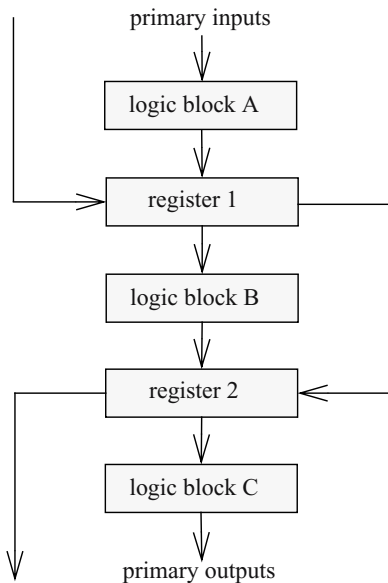 primary inputs
logic block A
register 1
logic block B
register 2
logic block C
primary outputs